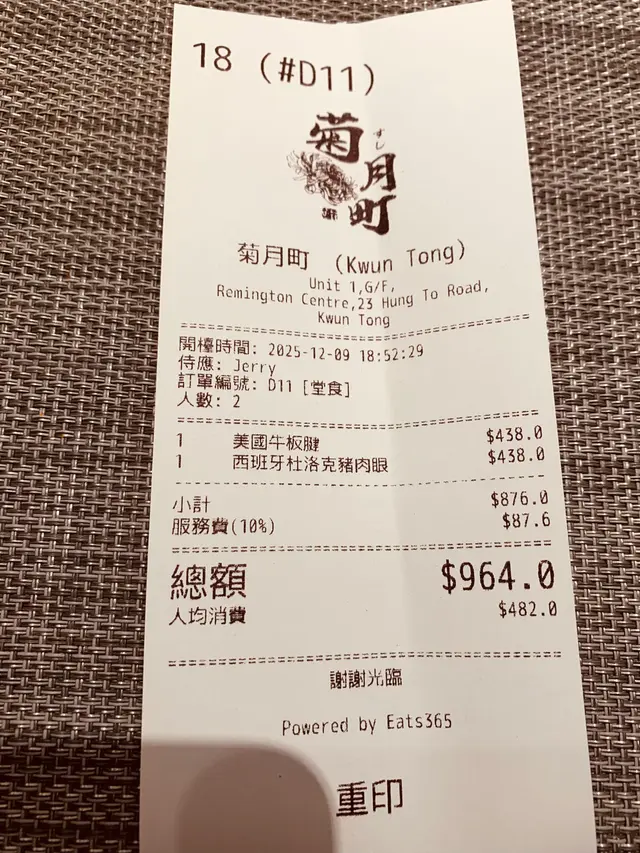 18 (#D11)
菊月町
すし
菊月町 (Kwun Tong)
Unit 1,G/F,
Remington Centre,23 Hung To Road,
Kwun Tong
開檯時間: 2025-12-09 18:52:29
侍應: Jerry
訂單編號: D11 [堂食]
人數: 2
1 美國牛板腱 $438.0
1 西班牙杜洛克豬肉眼 $438.0
小計 $876.0
服務費(10%) $87.6
總額 $964.0
人均消費 $482.0
謝謝光臨
Powered by Eats365
重印